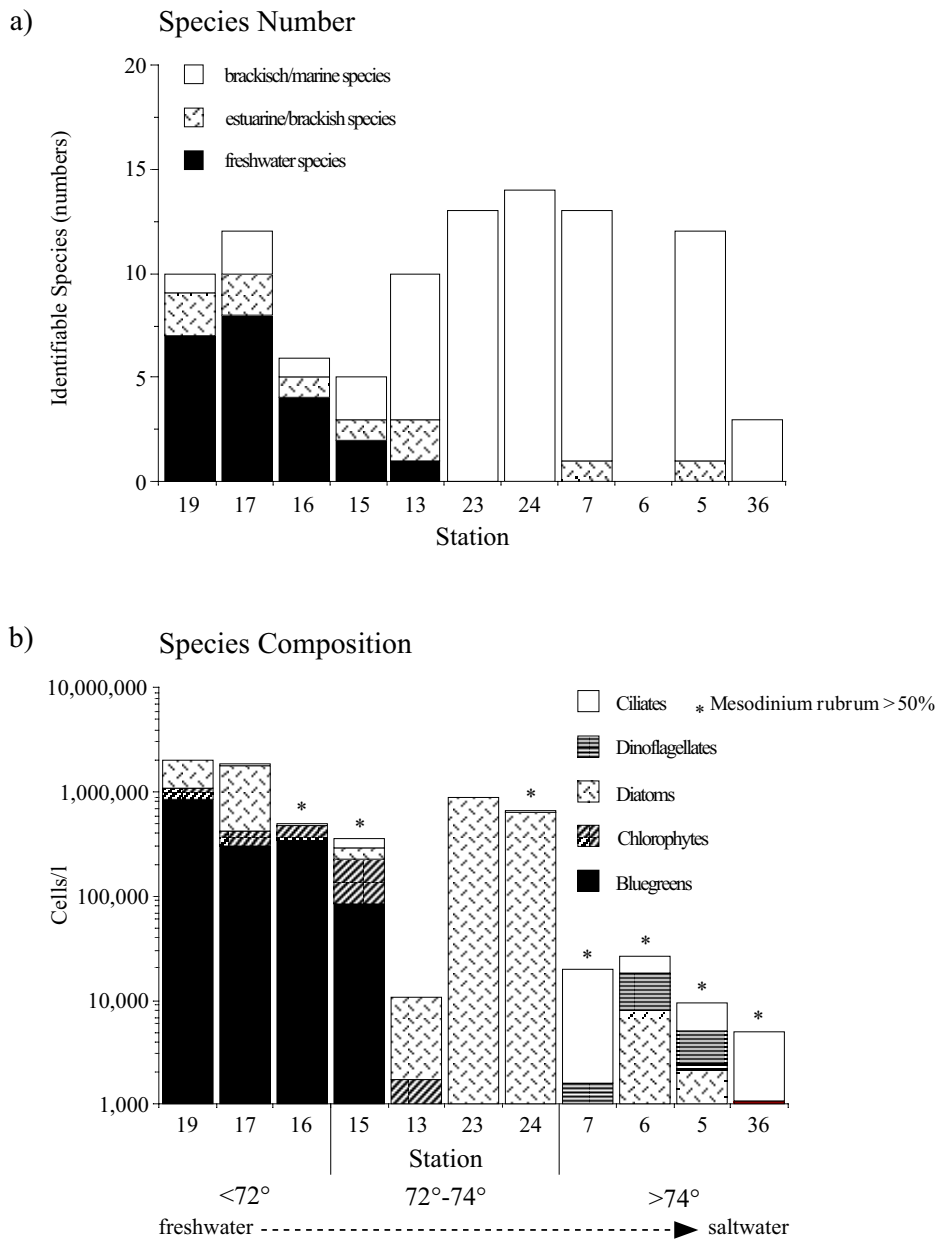 a)
Species Number
20
15
10
5
0
Identifiable Species (numbers)
brackisch/marine species
estuarine/brackish species
freshwater species
19 17 16 15 13 23 24 7 6 5 36
Station
b)
Species Composition
10,000,000
1,000,000
100,000
10,000
1,000
Cells/l
Ciliates * Mesodinium rubrum >50%
Dinoflagellates
Diatoms
Chlorophytes
Bluegreens
* * * * * * *
19 17 16 15 13 23 24 7 6 5 36
Station
<72° 72°-74° >74°
freshwater saltwater